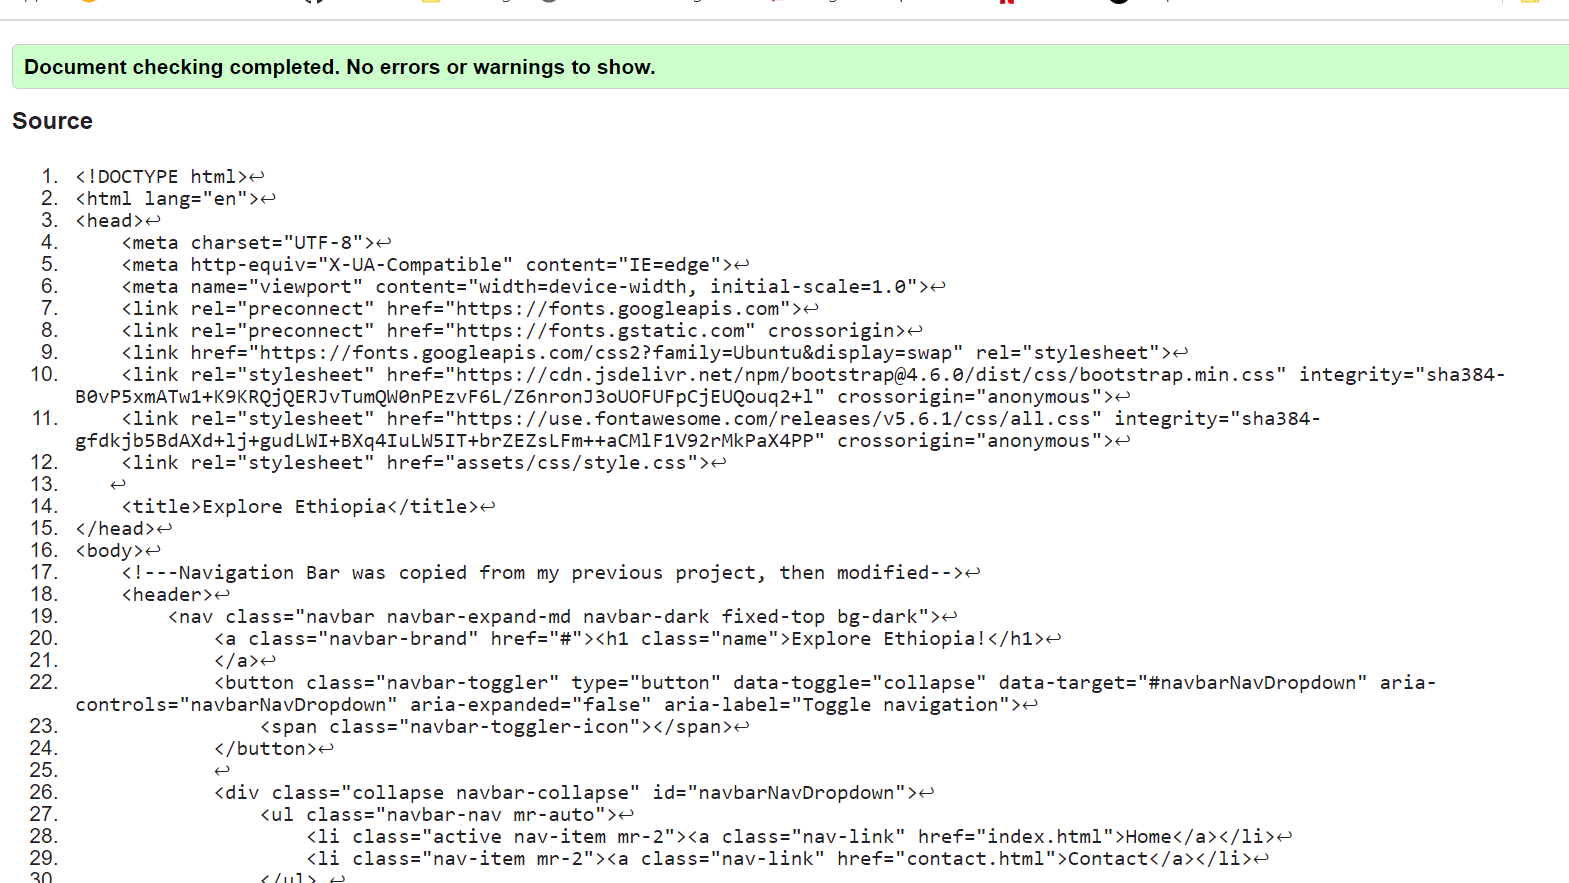 Document checking completed. No errors or warnings to show.
Source
1. <!DOCTYPE html>↩
2. <html lang="en">↩
3. <head>↩
4.     <meta charset="UTF-8">↩
5.     <meta http-equiv="X-UA-Compatible" content="IE=edge">↩
6.     <meta name="viewport" content="width=device-width, initial-scale=1.0">↩
7.     <link rel="preconnect" href="https://fonts.googleapis.com">↩
8.     <link rel="preconnect" href="https://fonts.gstatic.com" crossorigin>↩
9.     <link href="https://fonts.googleapis.com/css2?family=Ubuntu&display=swap" rel="stylesheet">↩
10.     <link rel="stylesheet" href="https://cdn.jsdelivr.net/npm/bootstrap@4.6.0/dist/css/bootstrap.min.css" integrity="sha384-
B0vP5xmATw1+K9KRQjQERJvTumQW0nPEzvF6L/Z6nronJ3oUOFUFpCjEUQouq2+l" crossorigin="anonymous">↩
11.     <link rel="stylesheet" href="https://use.fontawesome.com/releases/v5.6.1/css/all.css" integrity="sha384-
gfdkjb5BdAXd+lj+gudLWI+BXq4IuLW5IT+brZEZsLFm++aCMlF1V92rMkPaX4PP" crossorigin="anonymous">↩
12.     <link rel="stylesheet" href="assets/css/style.css">↩
13.    ↩
14.     <title>Explore Ethiopia</title>↩
15. </head>↩
16. <body>↩
17.     <!---Navigation Bar was copied from my previous project, then modified-->↩
18.     <header>↩
19.         <nav class="navbar navbar-expand-md navbar-dark fixed-top bg-dark">↩
20.             <a class="navbar-brand" href="#"><h1 class="name">Explore Ethiopia!</h1>↩
21.             </a>↩
22.             <button class="navbar-toggler" type="button" data-toggle="collapse" data-target="#navbarNavDropdown" aria-
controls="navbarNavDropdown" aria-expanded="false" aria-label="Toggle navigation">↩
23.                 <span class="navbar-toggler-icon"></span>↩
24.             </button>↩
25.             ↩
26.             <div class="collapse navbar-collapse" id="navbarNavDropdown">↩
27.                 <ul class="navbar-nav mr-auto">↩
28.                     <li class="active nav-item mr-2"><a class="nav-link" href="index.html">Home</a></li>↩
29.                     <li class="nav-item mr-2"><a class="nav-link" href="contact.html">Contact</a></li>↩
30.                 </ul> ↩